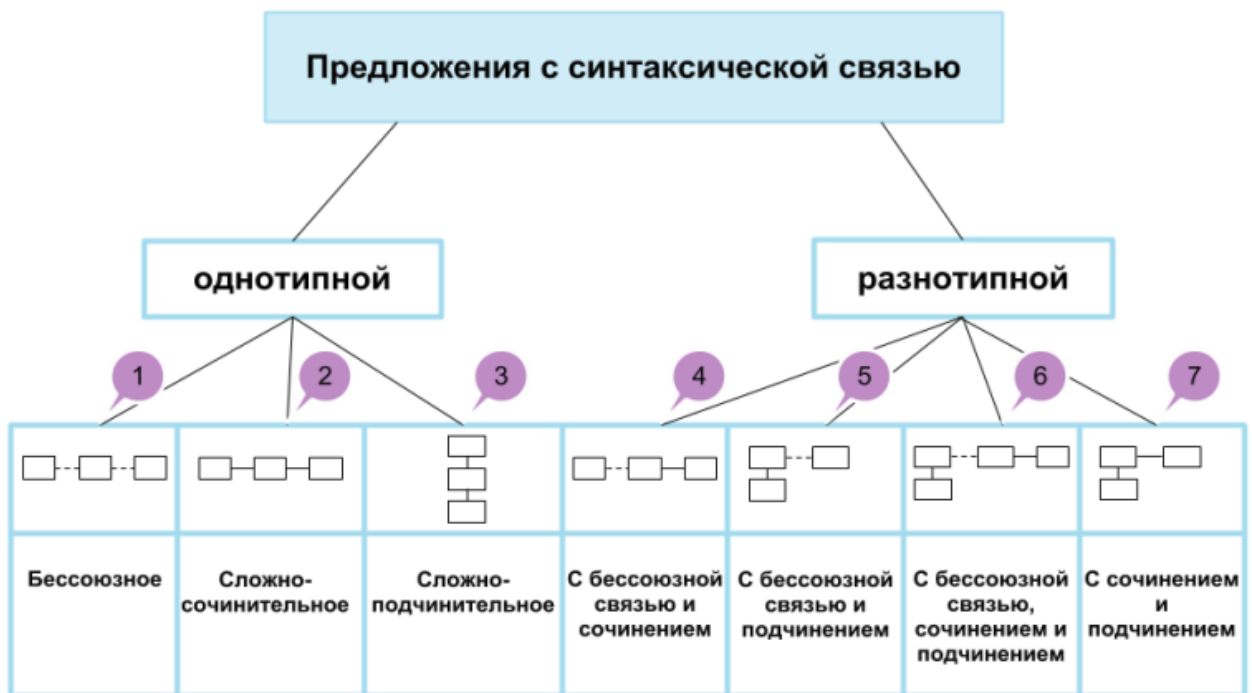 Предложения с синтаксической связью
однотипной
разнотипной
1
2
3
4
5
6
7
Бессоюзное
Сложно-
сочинительное
Сложно-
подчинительное
С бессоюзной
связью и
сочинением
С бессоюзной
связью и
подчинением
С бессоюзной
связью,
сочинением и
подчинением
С сочинением
и
подчинением